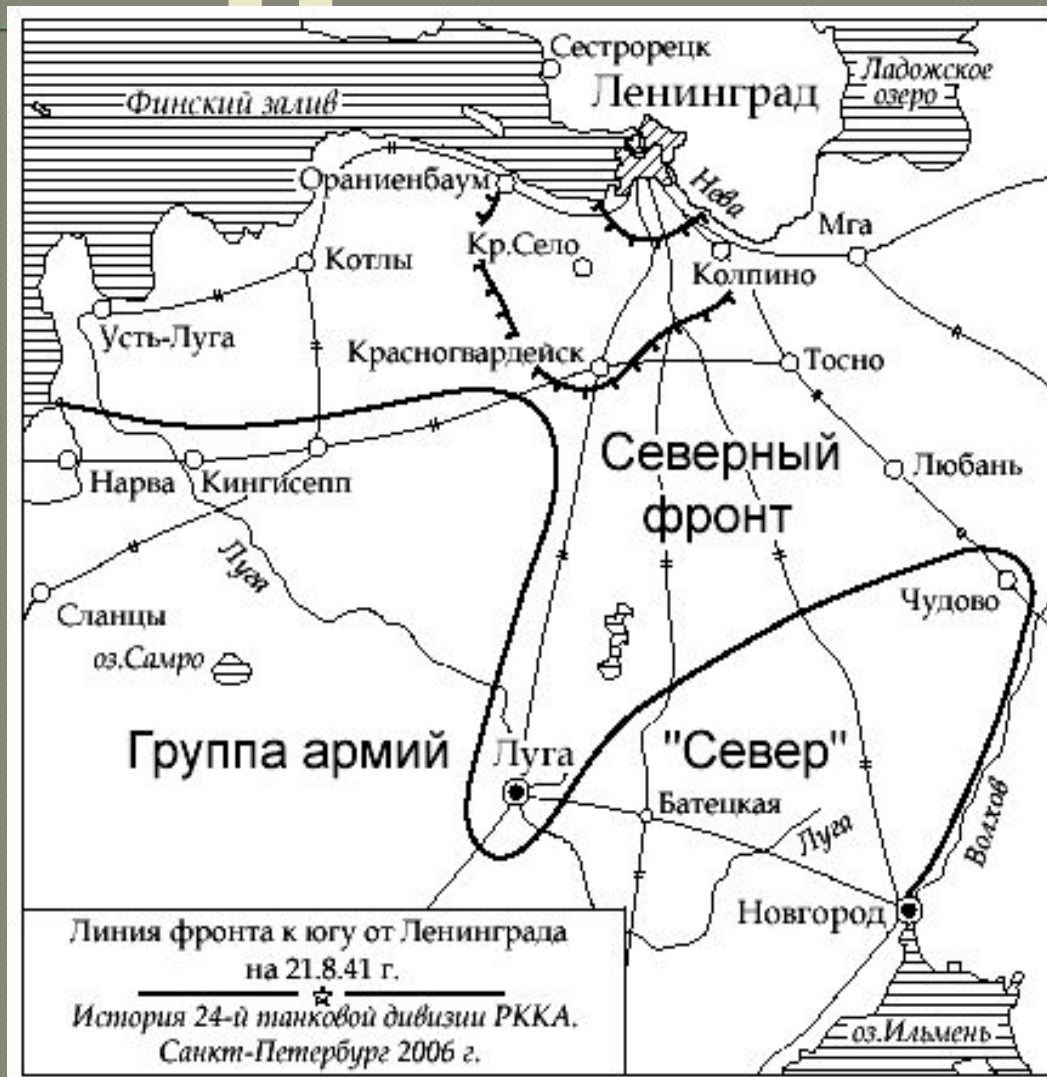 Сестрорецк
Ленинград
Ладожское
озеро
Финский залив
Ораниенбаум
Нева
Мга
Кр.Село
Котлы
Колпино
Усть-Луга
Красногвардейск
Тосно
Северный
фронт
Любань
Нарва
Кингисепп
Луга
Чудово
Сланцы
оз.Самро
Группа армий
Луга
"Север"
Батецкая
Луга
Волхов
Новгород
Линия фронта к югу от Ленинграда
на 21.8.41 г.
История 24-й танковой дивизии РККА.
Санкт-Петербург 2006 г.
оз.Ильмень